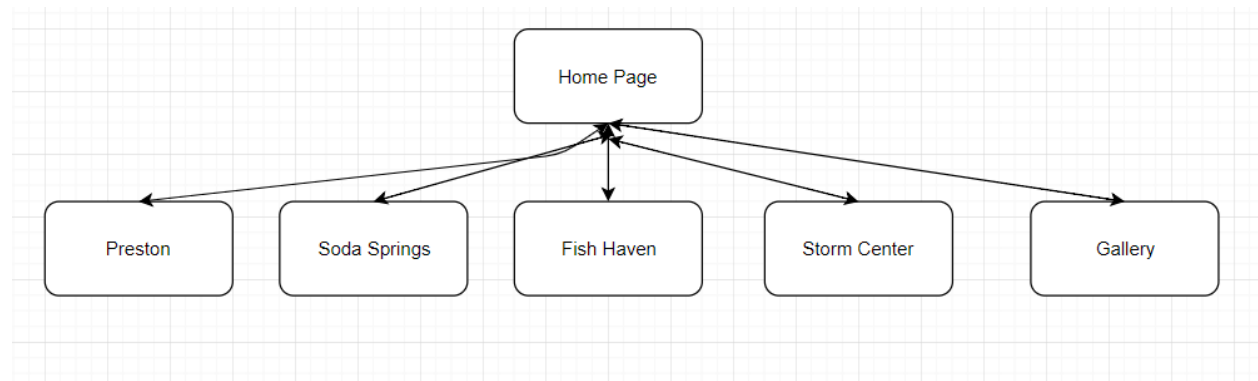 Home Page
Preston
Soda Springs
Fish Haven
Storm Center
Gallery